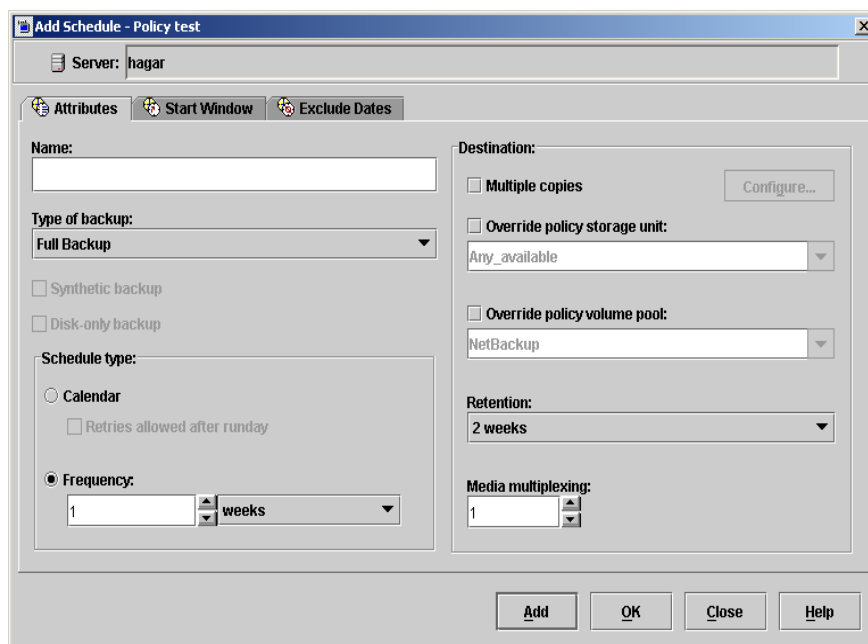 Add Schedule - Policy test
Server: hagar
Attributes
Start Window
Exclude Dates
Name:
Type of backup:
Full Backup
Synthetic backup
Disk-only backup
Schedule type:
Calendar
Retries allowed after runday
Frequency:
1 weeks
Destination:
Multiple copies
Configure...
Override policy storage unit:
Any_available
Override policy volume pool:
NetBackup
Retention:
2 weeks
Media multiplexing:
1
Add
OK
Close
Help